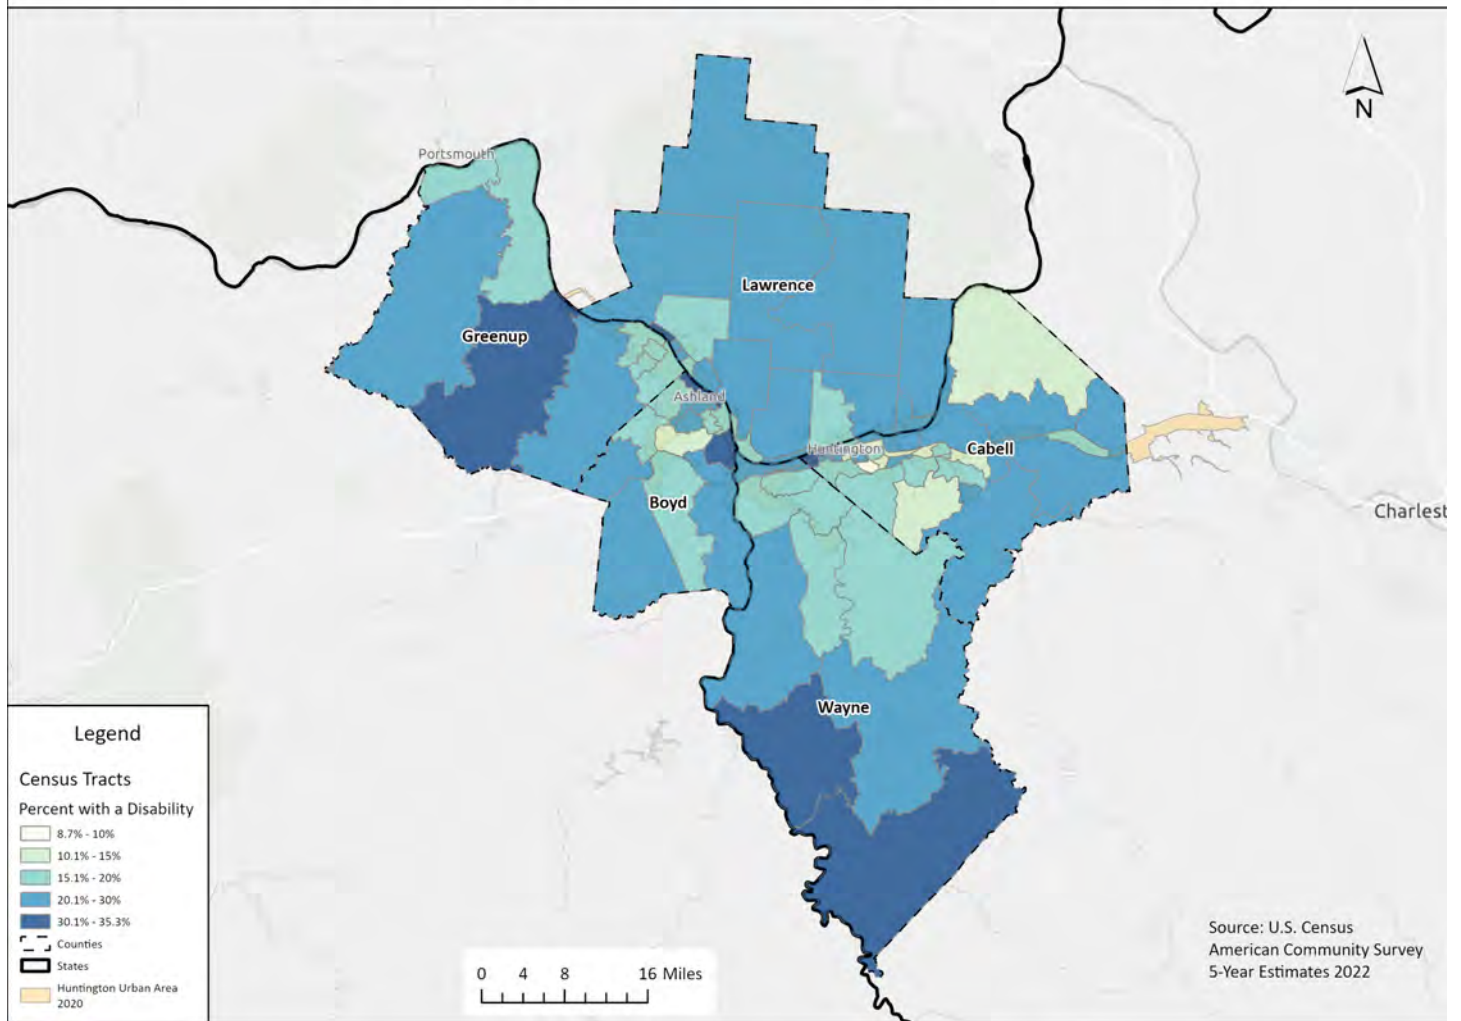 Portsmouth
N
Lawrence
Greenup
Ashland
Huntington
Cabell
Boyd
Charlest
Wayne
Legend
Census Tracts
Percent with a Disability
8.7% - 10%
10.1% - 15%
15.1% - 20%
20.1% - 30%
30.1% - 35.3%
Counties
States
Huntington Urban Area
2020
0 4 8 16 Miles
Source: U.S. Census
American Community Survey
5-Year Estimates 2022